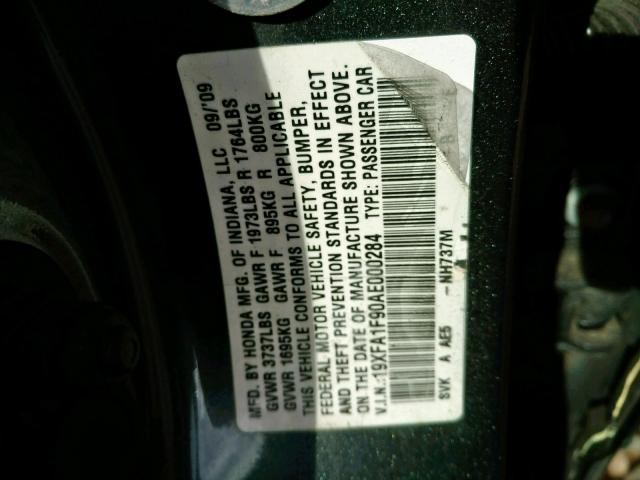 MFD. BY HONDA MFG. OF INDIANA, LLC 09/'09
GVWR 3737LBS GAWR F 1973LBS R 1764LBS
GVWR 1695KG GAWR F 895KG R 800KG
THIS VEHICLE CONFORMS TO ALL APPLICABLE
FEDERAL MOTOR VEHICLE SAFETY, BUMPER,
AND THEFT PREVENTION STANDARDS IN EFFECT
ON THE DATE OF MANUFACTURE SHOWN ABOVE.
V.I.N.: 19XFA1F90AE000284 TYPE: PASSENGER CAR
SVK A AE5 -NH737M